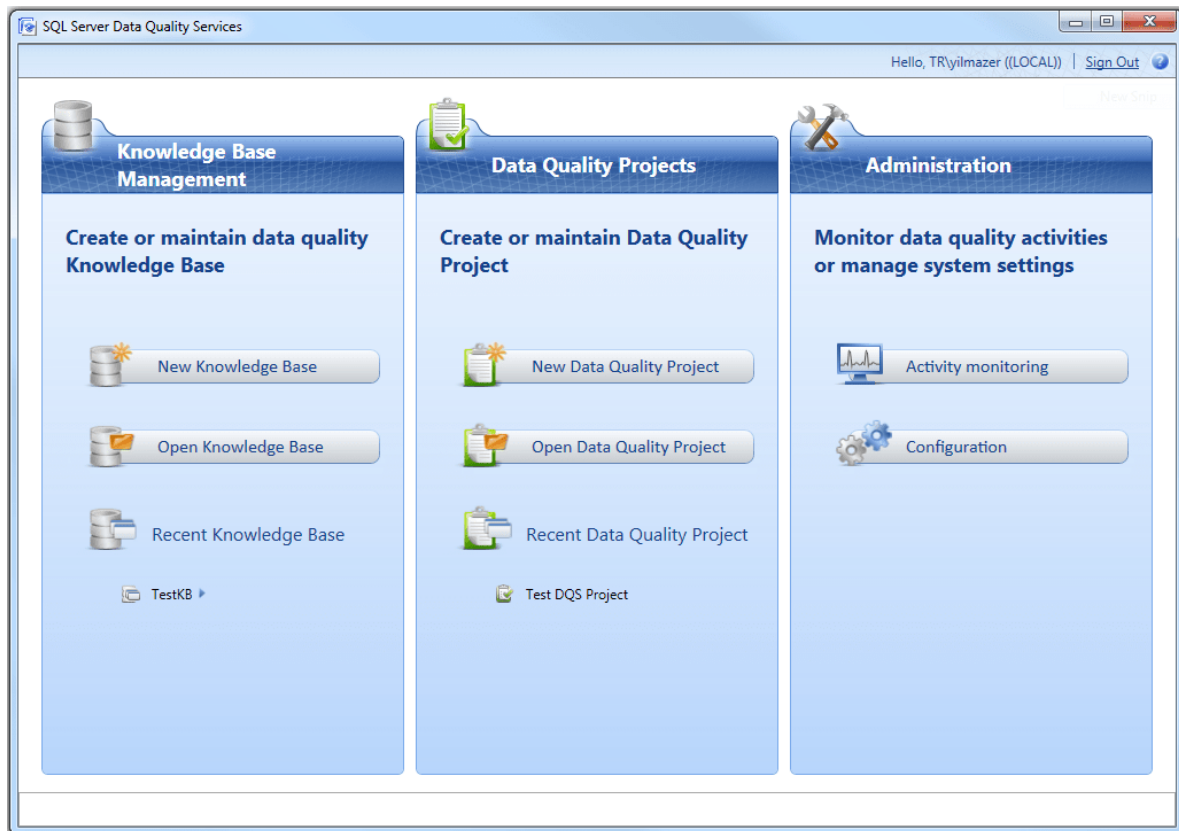 SQL Server Data Quality Services
Hello, TR\yilmazer ((LOCAL)) | Sign Out
New Snip
Knowledge Base
Management
Create or maintain data quality
Knowledge Base
New Knowledge Base
Open Knowledge Base
Recent Knowledge Base
TestKB
Data Quality Projects
Create or maintain Data Quality
Project
New Data Quality Project
Open Data Quality Project
Recent Data Quality Project
Test DQS Project
Administration
Monitor data quality activities
or manage system settings
Activity monitoring
Configuration